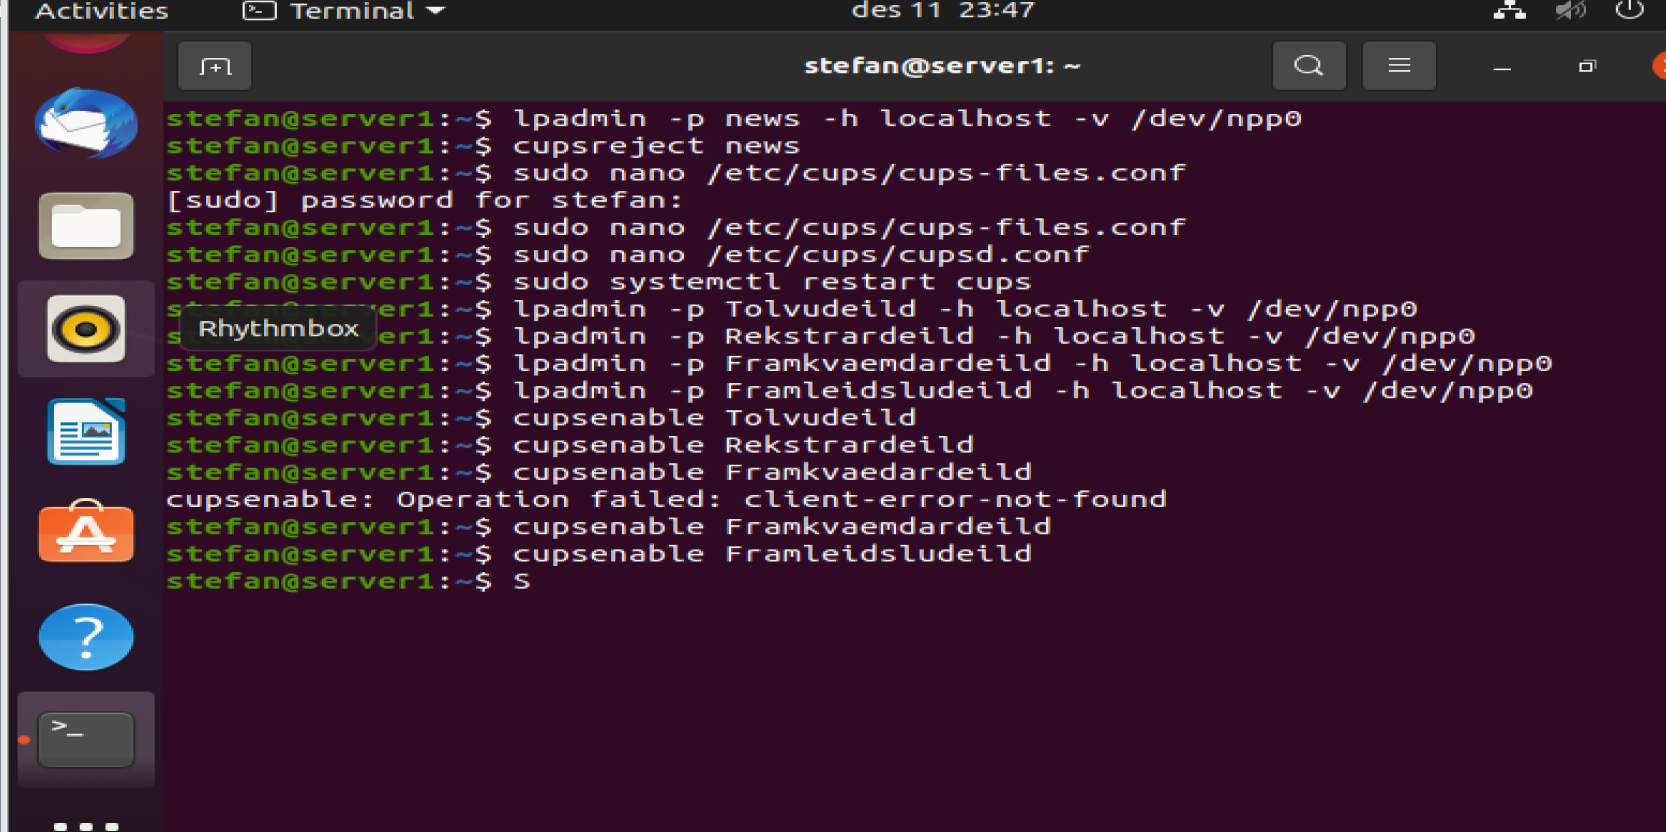 Activities Terminal des 11 23:47
stefan@server1: ~
stefan@server1:~$ lpadmin -p news -h localhost -v /dev/npp0
stefan@server1:~$ cupsreject news
stefan@server1:~$ sudo nano /etc/cups/cups-files.conf
[sudo] password for stefan:
stefan@server1:~$ sudo nano /etc/cups/cups-files.conf
stefan@server1:~$ sudo nano /etc/cups/cupsd.conf
stefan@server1:~$ sudo systemctl restart cups
stefan@server1:~$ lpadmin -p Tolvudeild -h localhost -v /dev/npp0
Rhythmbox
er1:~$ lpadmin -p Rekstrardeild -h localhost -v /dev/npp0
stefan@server1:~$ lpadmin -p Framkvaemdardeild -h localhost -v /dev/npp0
stefan@server1:~$ lpadmin -p Framleidsludeild -h localhost -v /dev/npp0
stefan@server1:~$ cupsenable Tolvudeild
stefan@server1:~$ cupsenable Rekstrardeild
stefan@server1:~$ cupsenable Framkvaedardeild
cupsenable: Operation failed: client-error-not-found
stefan@server1:~$ cupsenable Framkvaemdardeild
stefan@server1:~$ cupsenable Framleidsludeild
stefan@server1:~$ S